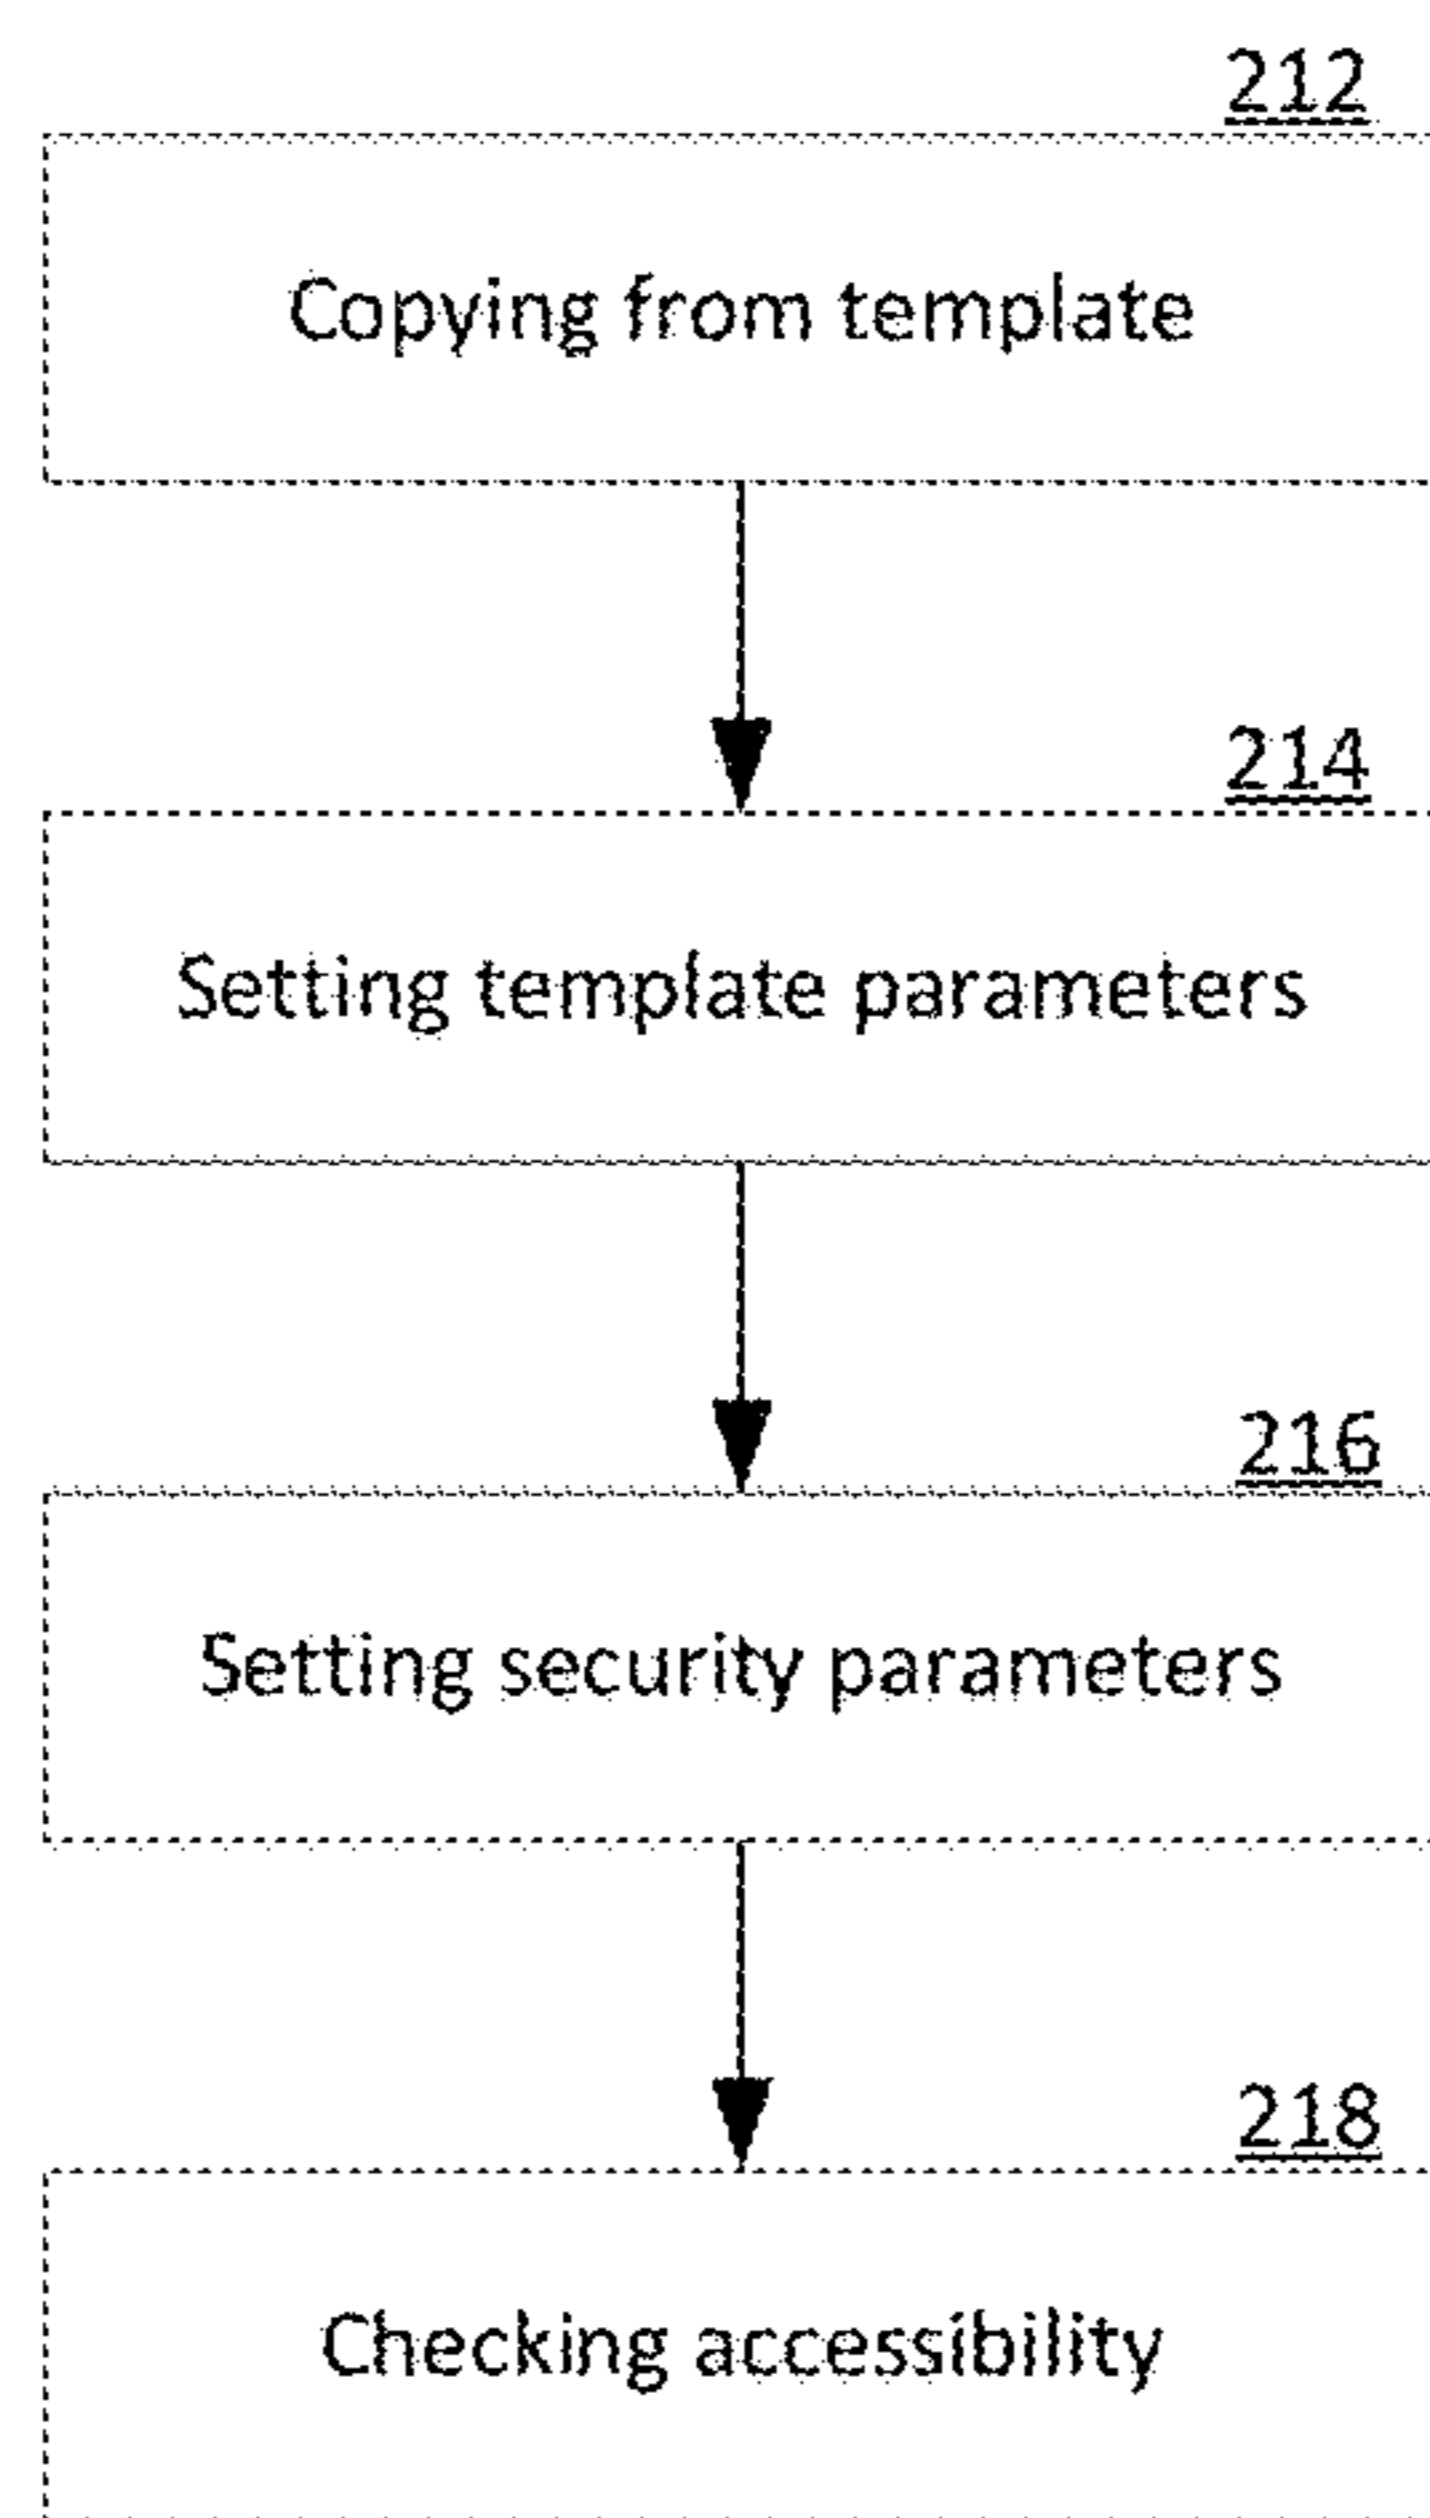 212
Copying from template
214
Setting template parameters
216
Setting security parameters
218
Checking accessibility